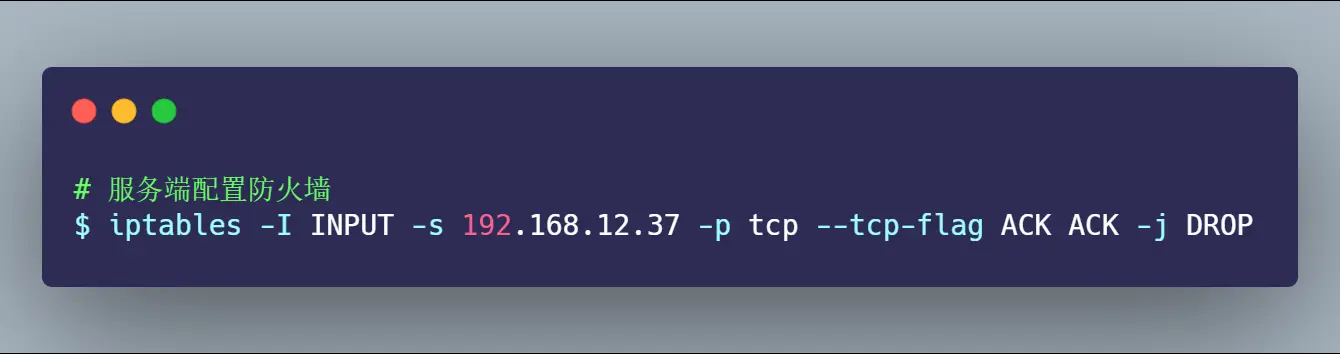 # 服务端配置防火墙
$ iptables -I INPUT -s 192.168.12.37 -p tcp --tcp-flag ACK ACK -j DROP